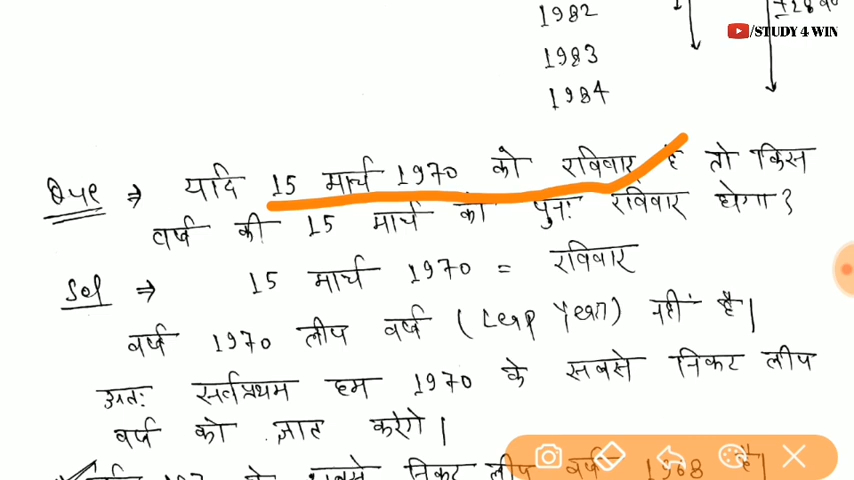 1982
/STUDY 4 WIN
1983
1984
Que ⇒ यदि 15 मार्च 1970 को रविवार है तो किस
वर्ष की 15 मार्च को पुनः रविवार होगा?
Sol ⇒ 15 मार्च 1970 = रविवार
वर्ष 1970 लीप वर्ष (Leap Year) नहीं है।
अतः सर्वप्रथम हम 1970 के सबसे निकट लीप
वर्ष को ज्ञात करेगे।
के सबसे निकट लीप वर्ष 1968 है।